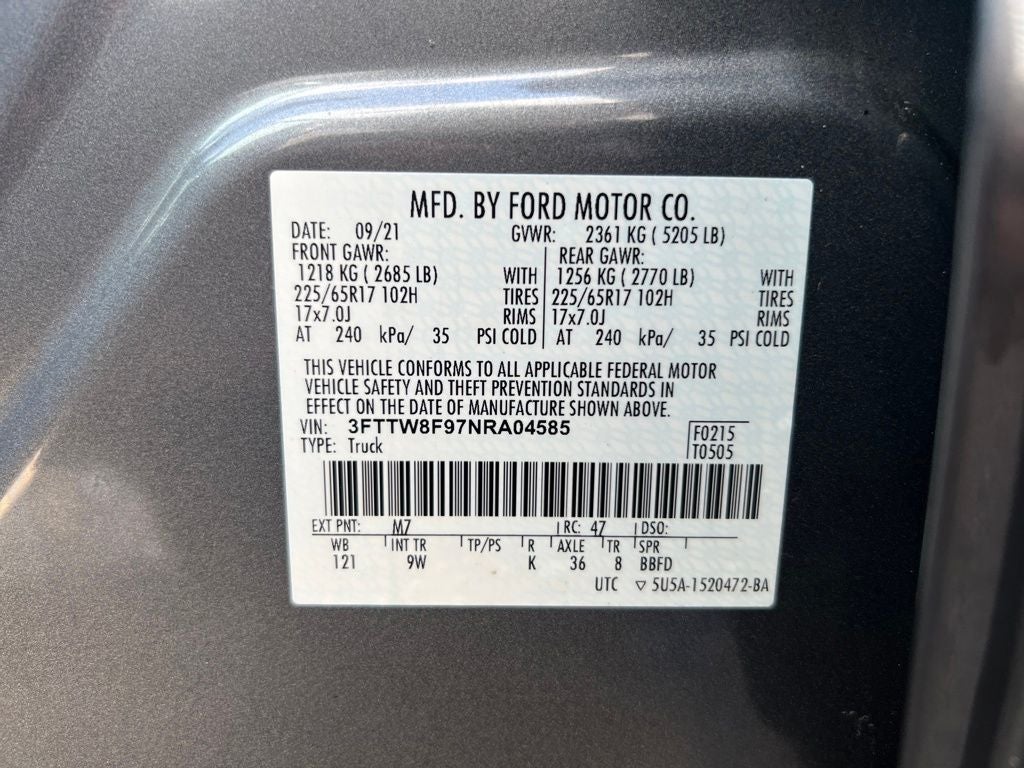 MFD. BY FORD MOTOR CO.
DATE: 09/21 GVWR: 2361 KG ( 5205 LB)
FRONT GAWR: REAR GAWR:
1218 KG ( 2685 LB) WITH 1256 KG ( 2770 LB) WITH
225/65R17 102H TIRES 225/65R17 102H TIRES
17x7.0J RIMS 17x7.0J RIMS
AT 240 kPa/ 35 PSI COLD AT 240 kPa/ 35 PSI COLD
THIS VEHICLE CONFORMS TO ALL APPLICABLE FEDERAL MOTOR
VEHICLE SAFETY AND THEFT PREVENTION STANDARDS IN
EFFECT ON THE DATE OF MANUFACTURE SHOWN ABOVE.
VIN: 3FTTW8F97NRA04585 F0215
TYPE: Truck T0505
EXT PNT: M7 RC: 47 DSO:
WB INT TR TP/PS R AXLE TR SPR
121 9W K 36 8 BBFD
UTC ▽ 5U5A-1520472-BA